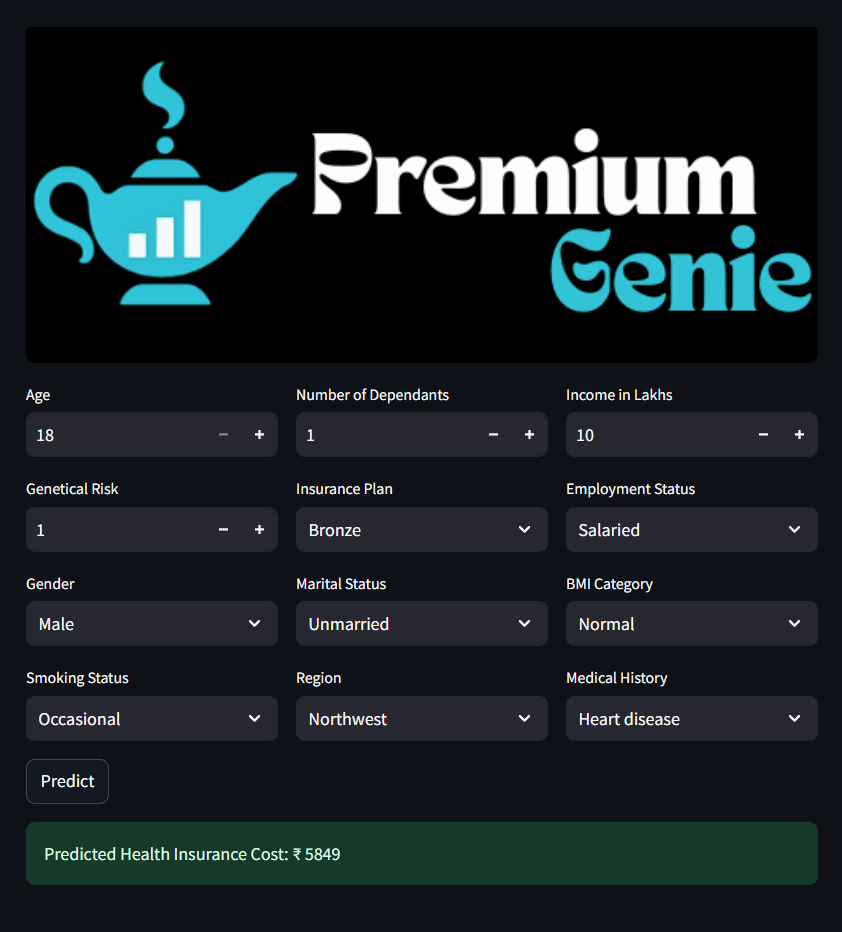 Premium
Genie
Age Number of Dependants Income in Lakhs
18 1 10
Genetical Risk Insurance Plan Employment Status
1 Bronze Salaried
Gender Marital Status BMI Category
Male Unmarried Normal
Smoking Status Region Medical History
Occasional Northwest Heart disease
Predict
Predicted Health Insurance Cost: ₹ 5849